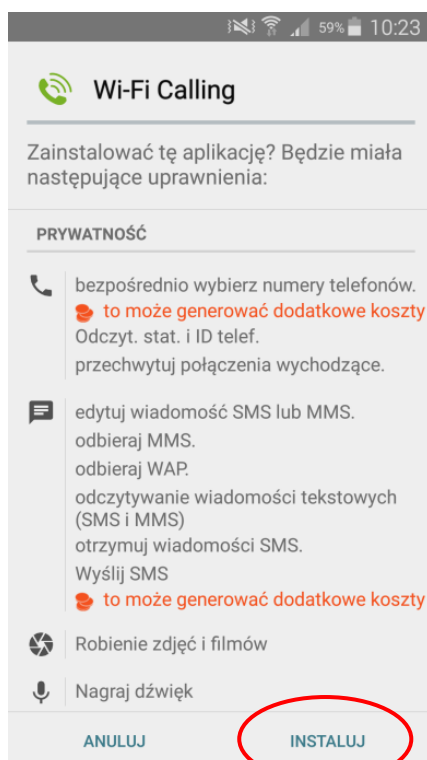 59% 10:23
Wi-Fi Calling
Zainstalować tę aplikację? Będzie miała
następujące uprawnienia:
PRYWATNOŚĆ
bezpośrednio wybierz numery telefonów.
to może generować dodatkowe koszty
Odczyt. stat. i ID telef.
przechwytuj połączenia wychodzące.
edytuj wiadomość SMS lub MMS.
odbieraj MMS.
odbieraj WAP.
odczytywanie wiadomości tekstowych
(SMS i MMS)
otrzymuj wiadomości SMS.
Wyślij SMS
to może generować dodatkowe koszty
Robienie zdjęć i filmów
Nagraj dźwięk
ANULUJ INSTALUJ